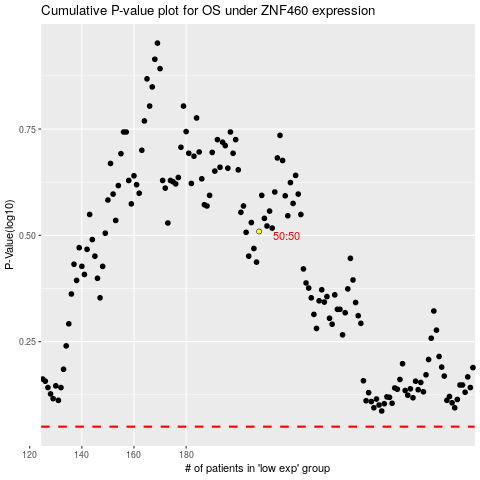 Cumulative P-value plot for OS under ZNF460 expression
P-Value(log10)
0.75
0.50
0.25
50:50
120 140 160 180
# of patients in 'low exp' group